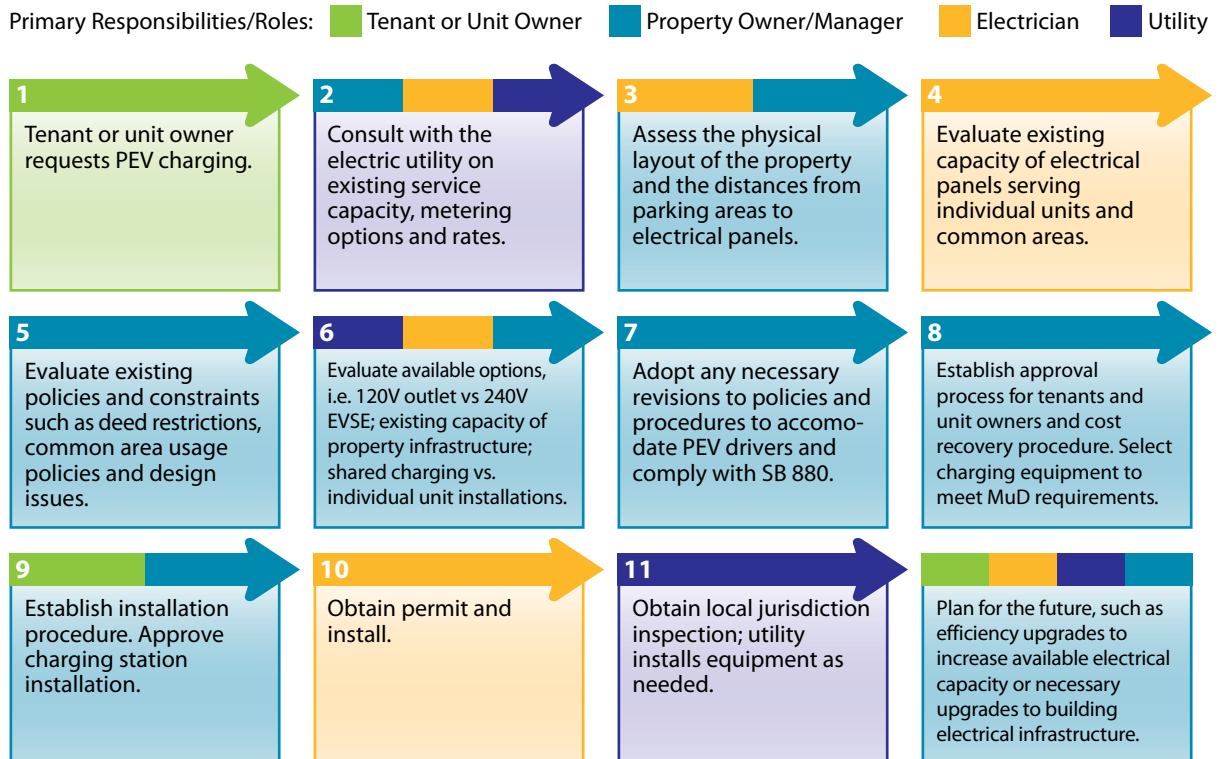 Primary Responsibilities/Roles: Tenant or Unit Owner Property Owner/Manager Electrician Utility
1
Tenant or unit owner
requests PEV charging.
2
Consult with the
electric utility on
existing service
capacity, metering
options and rates.
3
Assess the physical
layout of the property
and the distances from
parking areas to
electrical panels.
4
Evaluate existing
capacity of electrical
panels serving
individual units and
common areas.
5
Evaluate existing
policies and constraints
such as deed restrictions,
common area usage
policies and design
issues.
6
Evaluate available options,
i.e. 120V outlet vs 240V
EVSE; existing capacity of
property infrastructure;
shared charging vs.
individual unit installations.
7
Adopt any necessary
revisions to policies and
procedures to accomo-
date PEV drivers and
comply with SB 880.
8
Establish approval
process for tenants and
unit owners and cost
recovery procedure. Select
charging equipment to
meet MuD requirements.
9
Establish installation
procedure. Approve
charging station
installation.
10
Obtain permit and
install.
11
Obtain local jurisdiction
inspection; utility
installs equipment as
needed.
Plan for the future, such as
efficiency upgrades to
increase available electrical
capacity or necessary
upgrades to building
electrical infrastructure.